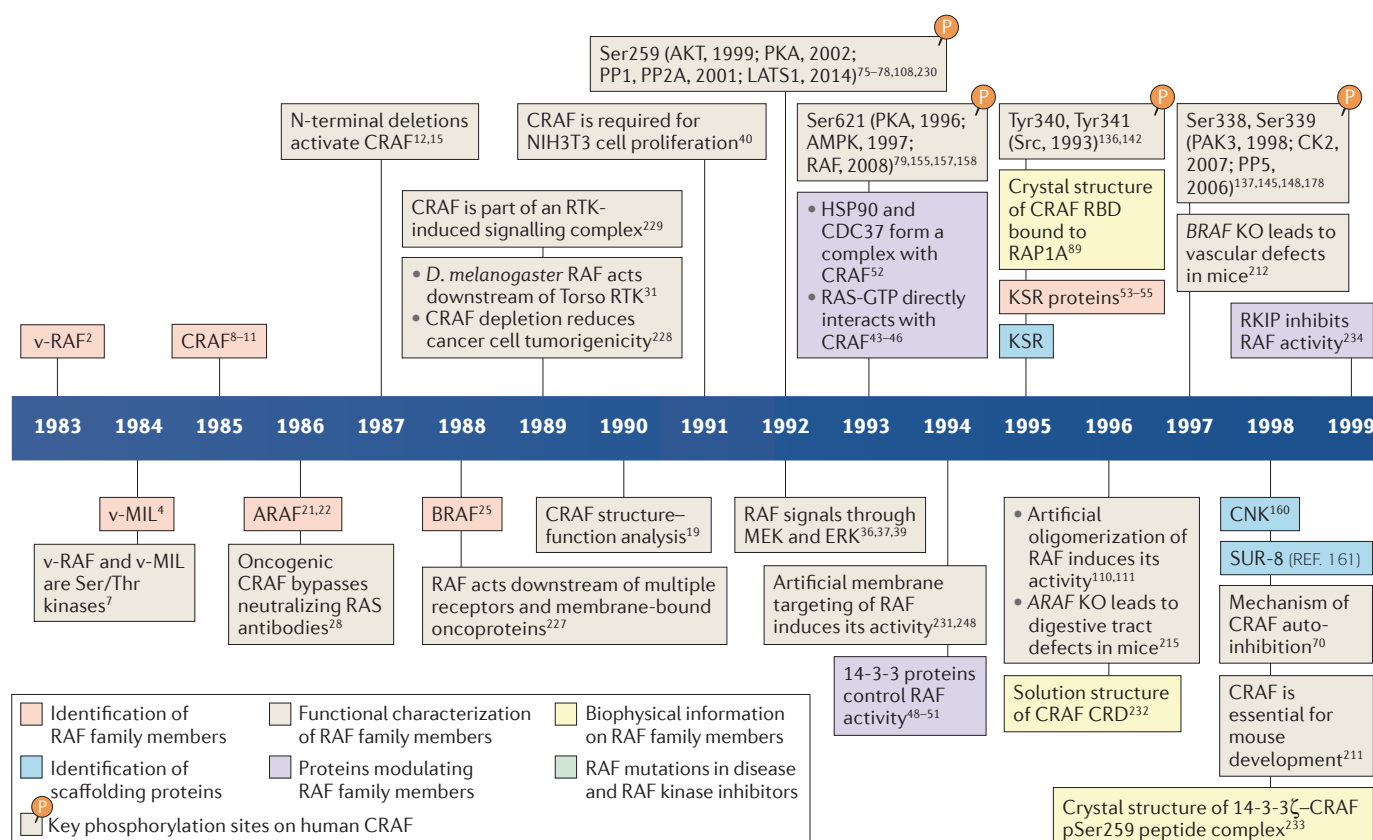 P
Ser259 (AKT, 1999; PKA, 2002;
PP1, PP2A, 2001; LATS1, 2014)75–78,108,230
N-terminal deletions
activate CRAF12,15
CRAF is required for
NIH3T3 cell proliferation40
P
Ser621 (PKA, 1996;
AMPK, 1997;
RAF, 2008)79,155,157,158
P
Tyr340, Tyr341
(Src, 1993)136,142
P
Ser338, Ser339
(PAK3, 1998; CK2,
2007; PP5,
2006)137,145,148,178
CRAF is part of an RTK-
induced signalling complex229
• D. melanogaster RAF acts
downstream of Torso RTK31
• CRAF depletion reduces
cancer cell tumorigenicity228
• HSP90 and
CDC37 form a
complex with
CRAF52
• RAS-GTP directly
interacts with
CRAF43–46
Crystal structure
of CRAF RBD
bound to
RAP1A89
KSR proteins53–55
KSR
BRAF KO leads to
vascular defects
in mice212
RKIP inhibits
RAF activity234
v-RAF2
CRAF8–11
1983 1984 1985 1986 1987 1988 1989 1990 1991 1992 1993 1994 1995 1996 1997 1998 1999
v-MIL4
v-RAF and v-MIL
are Ser/Thr
kinases7
ARAF21,22
Oncogenic
CRAF bypasses
neutralizing RAS
antibodies28
BRAF25
RAF acts downstream of multiple
receptors and membrane-bound
oncoproteins227
CRAF structure–
function analysis19
RAF signals through
MEK and ERK36,37,39
Artificial membrane
targeting of RAF
induces its activity231,248
14-3-3 proteins
control RAF
activity48–51
• Artificial
oligomerization
of RAF induces its
activity110,111
• ARAF KO leads to
digestive tract
defects in mice215
Solution structure
of CRAF CRD232
CNK160
SUR-8 (REF. 161)
Mechanism of
CRAF auto-
inhibition70
CRAF is
essential for
mouse
development211
Crystal structure of 14-3-3ζ–CRAF
pSer259 peptide complex233
Identification of
RAF family members
Functional characterization
of RAF family members
Biophysical information
on RAF family members
Identification of
scaffolding proteins
Proteins modulating
RAF family members
RAF mutations in disease
and RAF kinase inhibitors
P
Key phosphorylation sites on human CRAF